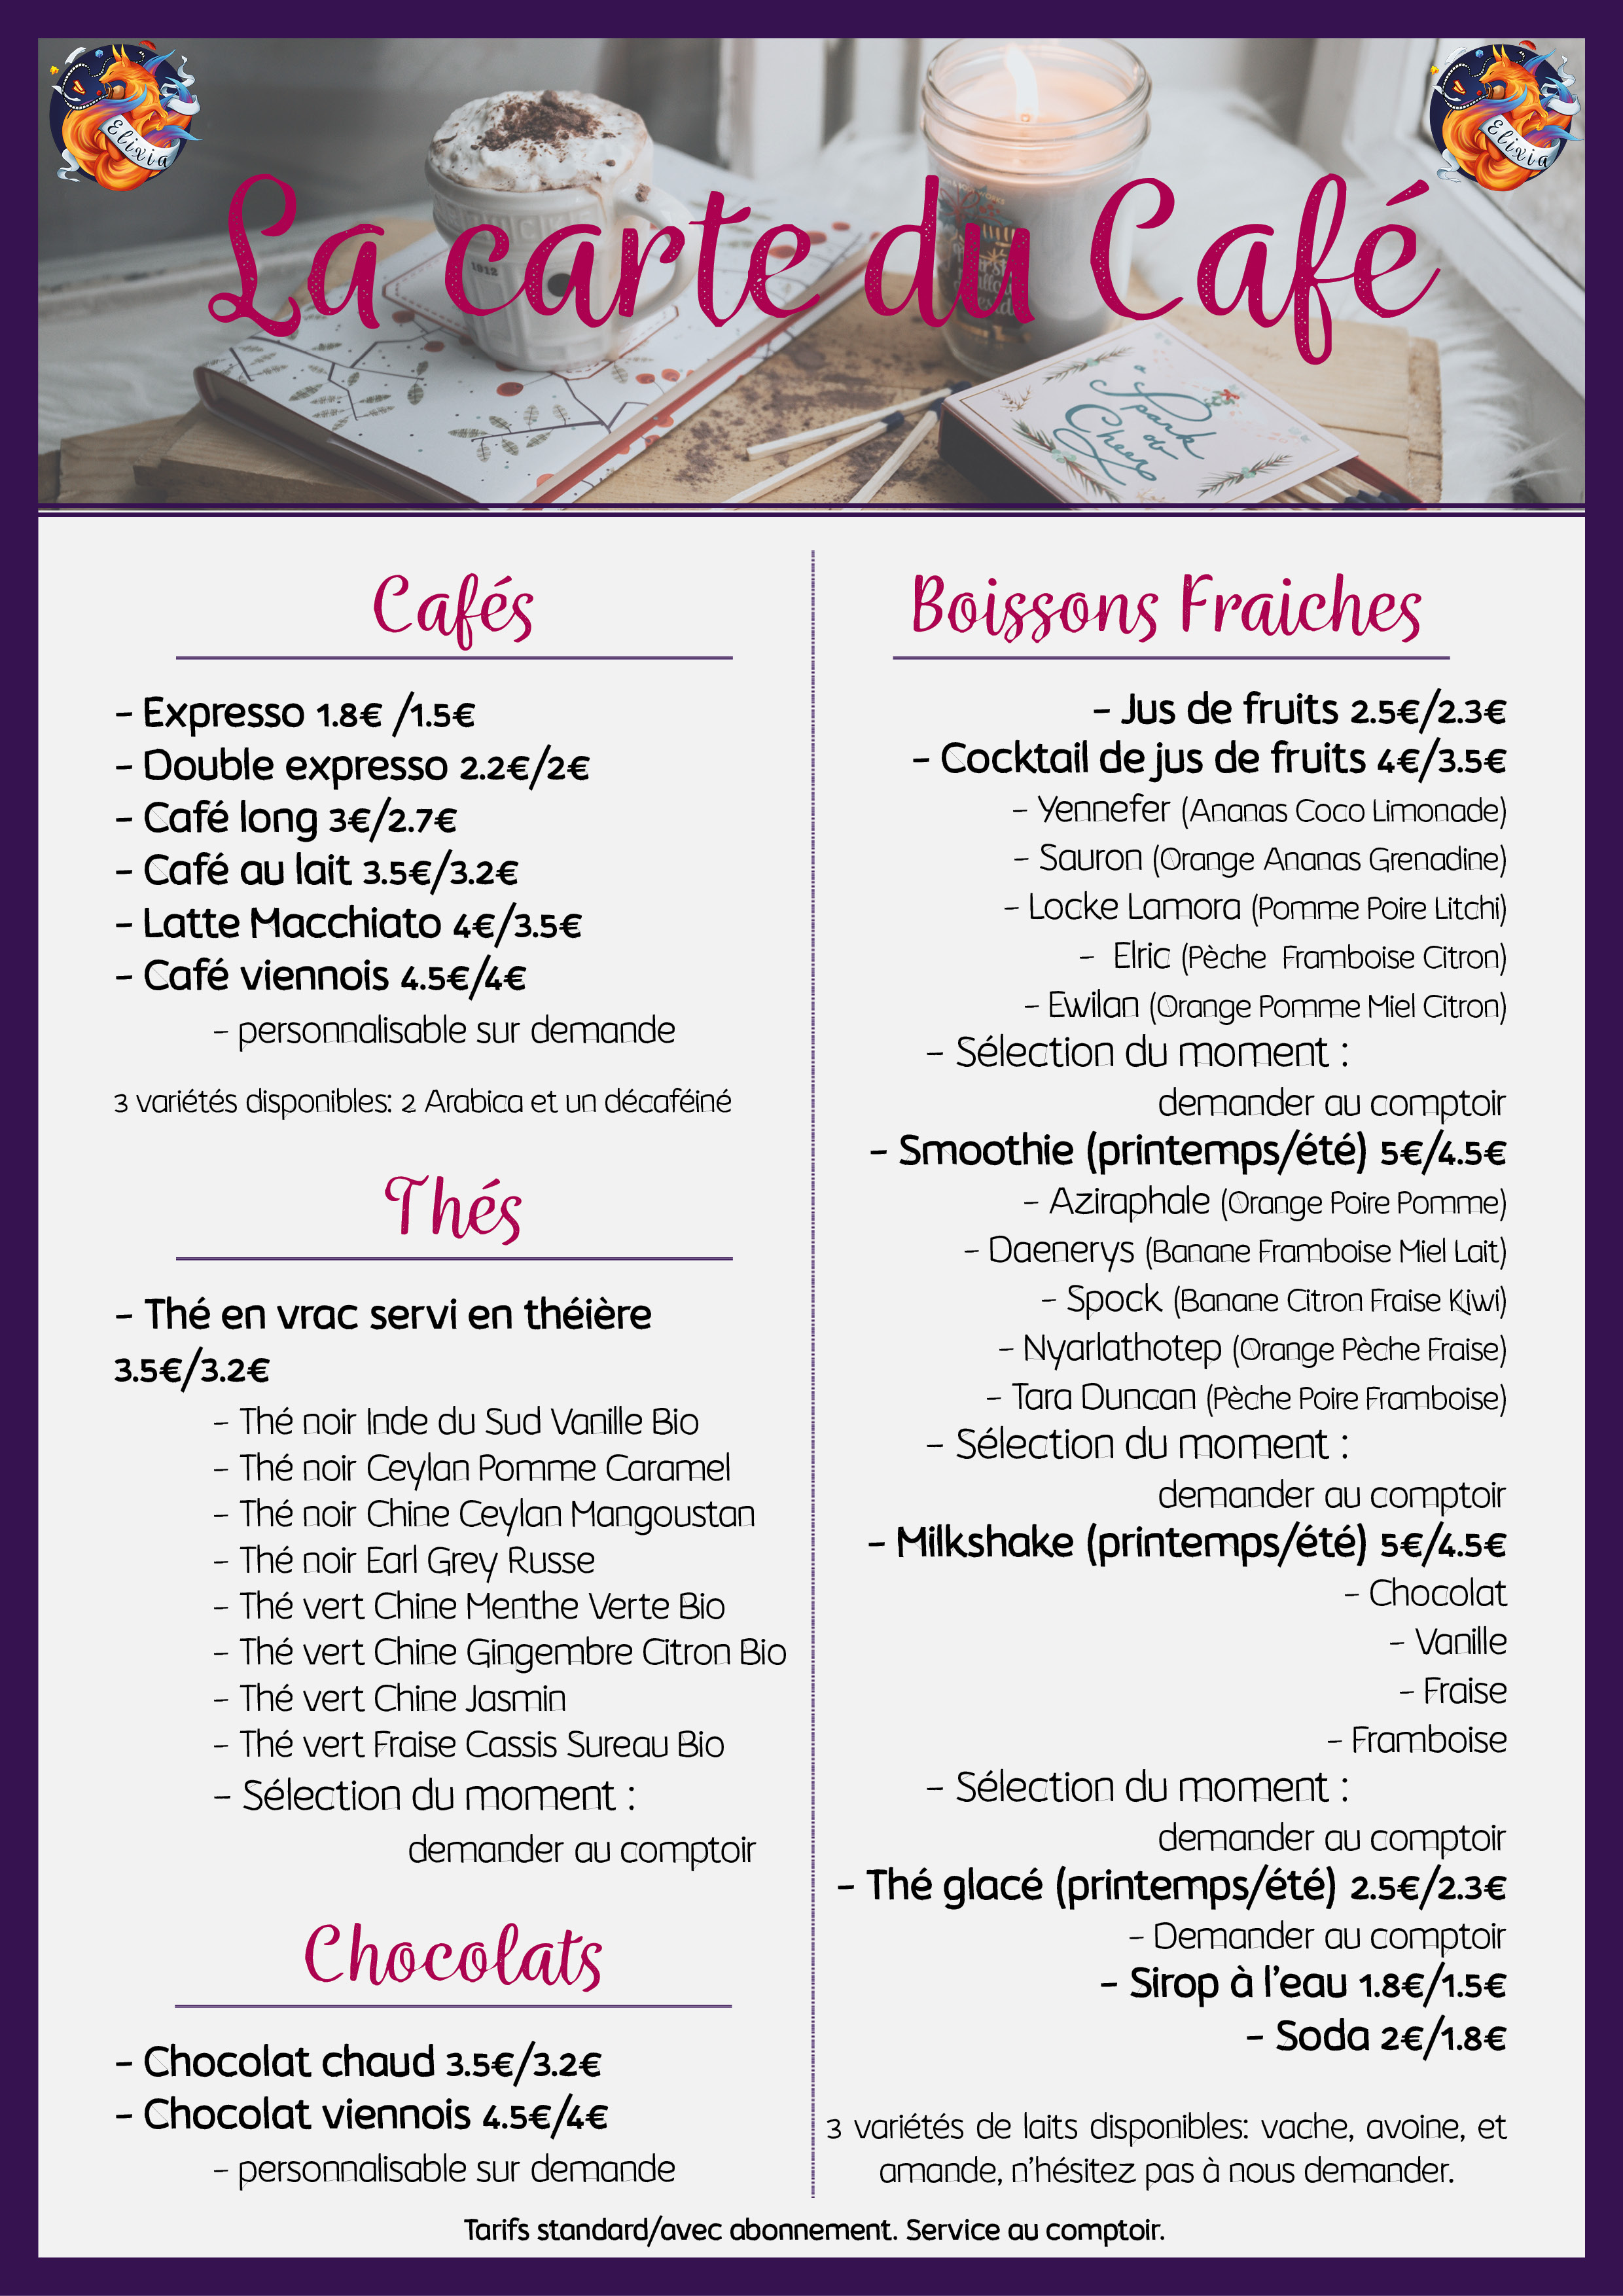 Elixia
Elixia
La carte du Café
1912
Spark
of
Cheers
Cafés
- Expresso 1.8€ /1.5€
- Double expresso 2.2€/2€
- Café long 3€/2.7€
- Café au lait 3.5€/3.2€
- Latte Macchiato 4€/3.5€
- Café viennois 4.5€/4€
- personnalisable sur demande
3 variétés disponibles: 2 Arabica et un décaféiné
Thés
- Thé en vrac servi en théière
3.5€/3.2€
- Thé noir Inde du Sud Vanille Bio
- Thé noir Ceylan Pomme Caramel
- Thé noir Chine Ceylan Mangoustan
- Thé noir Earl Grey Russe
- Thé vert Chine Menthe Verte Bio
- Thé vert Chine Gingembre Citron Bio
- Thé vert Chine Jasmin
- Thé vert Fraise Cassis Sureau Bio
- Sélection du moment :
demander au comptoir
Chocolats
- Chocolat chaud 3.5€/3.2€
- Chocolat viennois 4.5€/4€
- personnalisable sur demande
Boissons Fraiches
- Jus de fruits 2.5€/2.3€
- Cocktail de jus de fruits 4€/3.5€
- Yennefer (Ananas Coco Limonade)
- Sauron (Orange Ananas Grenadine)
- Locke Lamora (Pomme Poire Litchi)
- Elric (Pèche Framboise Citron)
- Ewilan (Orange Pomme Miel Citron)
- Sélection du moment :
demander au comptoir
- Smoothie (printemps/été) 5€/4.5€
- Aziraphale (Orange Poire Pomme)
- Daenerys (Banane Framboise Miel Lait)
- Spock (Banane Citron Fraise Kiwi)
- Nyarlathotep (Orange Pèche Fraise)
- Tara Duncan (Pèche Poire Framboise)
- Sélection du moment :
demander au comptoir
- Milkshake (printemps/été) 5€/4.5€
- Chocolat
- Vanille
- Fraise
- Framboise
- Sélection du moment :
demander au comptoir
- Thé glacé (printemps/été) 2.5€/2.3€
- Demander au comptoir
- Sirop à l'eau 1.8€/1.5€
- Soda 2€/1.8€
3 variétés de laits disponibles: vache, avoine, et
amande, n'hésitez pas à nous demander.
Tarifs standard/avec abonnement. Service au comptoir.